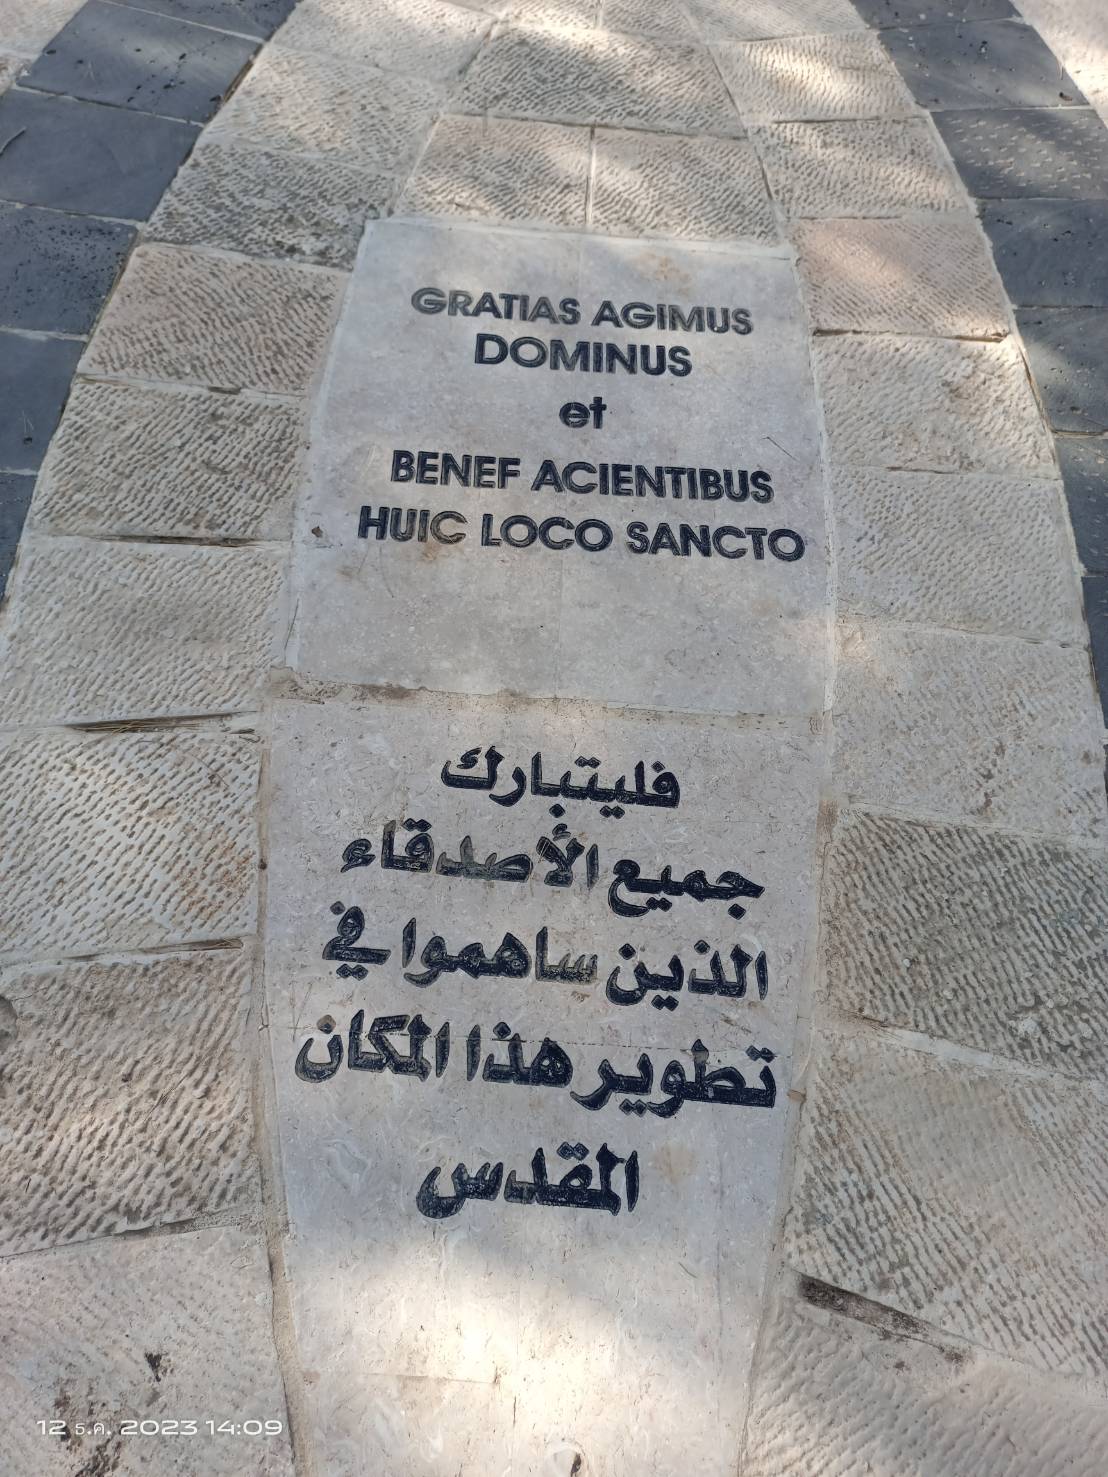 GRATIAS AGIMUS
DOMINUS
et
BENEF ACIENTIBUS
HUIC LOCO SANCTO
فليتبارك
جميع الأصدقاء
الذين ساهموا في
تطوير هذا المكان
المقدس
12 ธ.ค. 2023 14:09